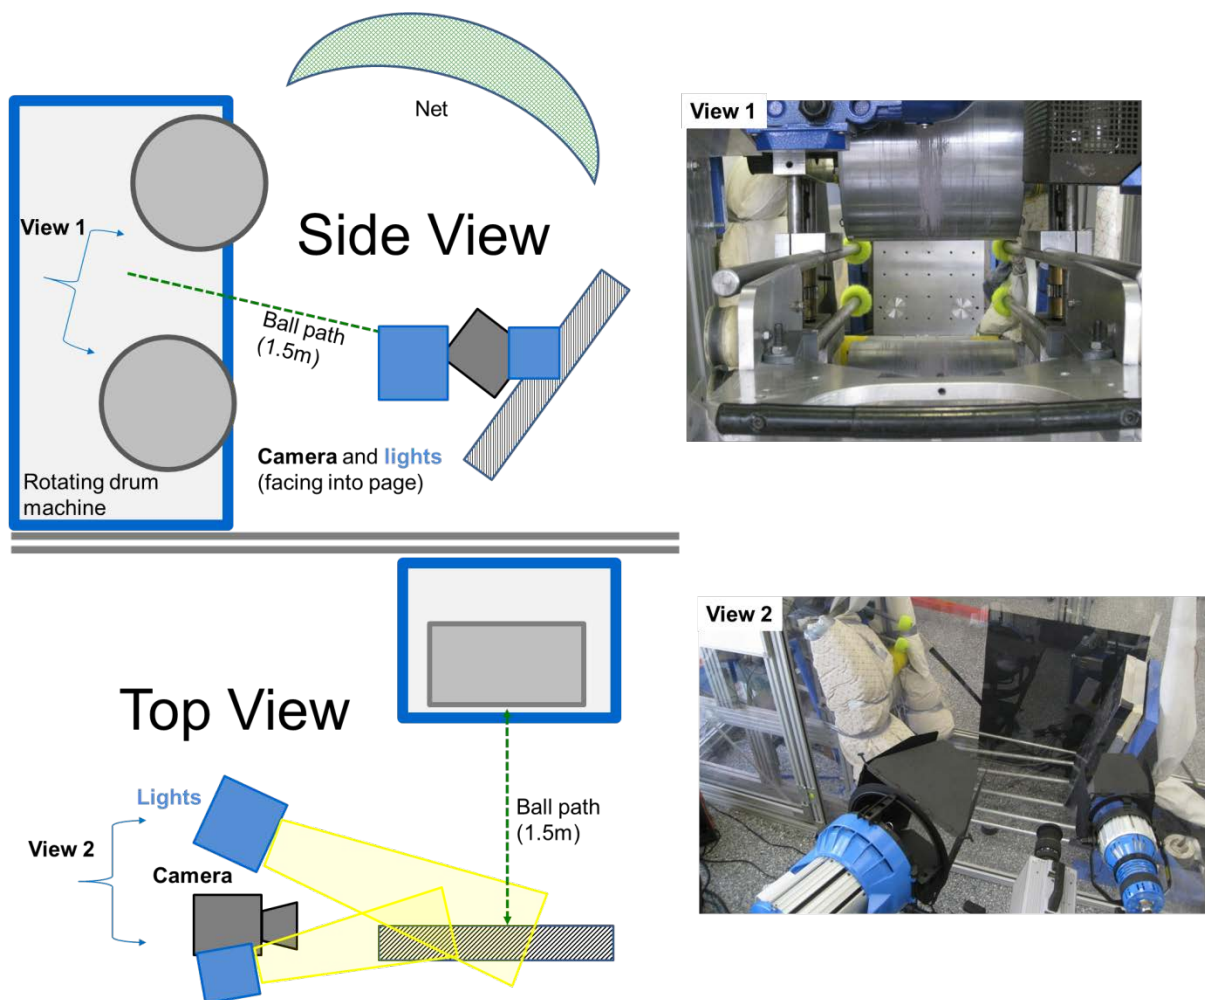 Net
View 1
View 1
Side View
Ball path
(1.5m)
Camera and lights
(facing into page)
Rotating drum
machine
View 2
Top View
Lights
Ball path
(1.5m)
View 2
Camera